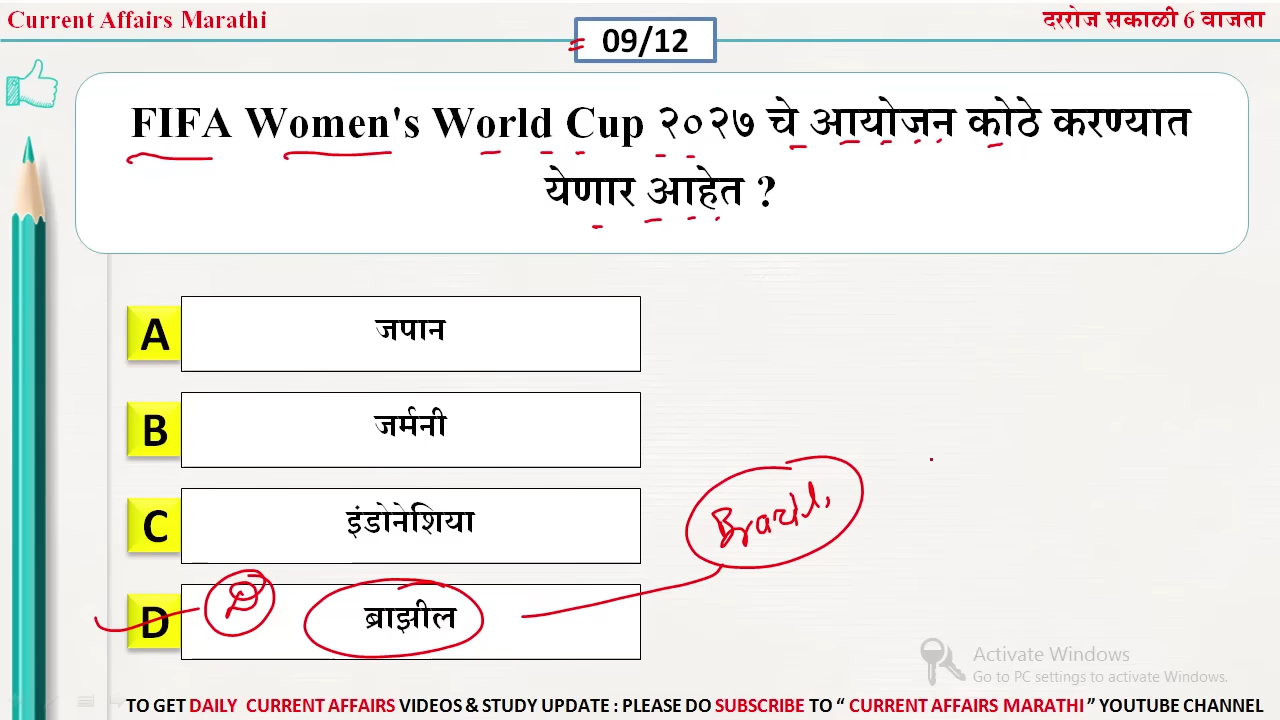 Current Affairs Marathi
दररोज सकाळी 6 वाजता
09/12
FIFA Women's World Cup २०२७ चे आयोजन कोठे करण्यात
येणार आहेत ?
A जपान
B जर्मनी
C इंडोनेशिया
Brazil
D D ब्राझील
Activate Windows
Go to PC settings to activate Windows.
TO GET DAILY CURRENT AFFAIRS VIDEOS & STUDY UPDATE : PLEASE DO SUBSCRIBE TO “ CURRENT AFFAIRS MARATHI ” YOUTUBE CHANNEL